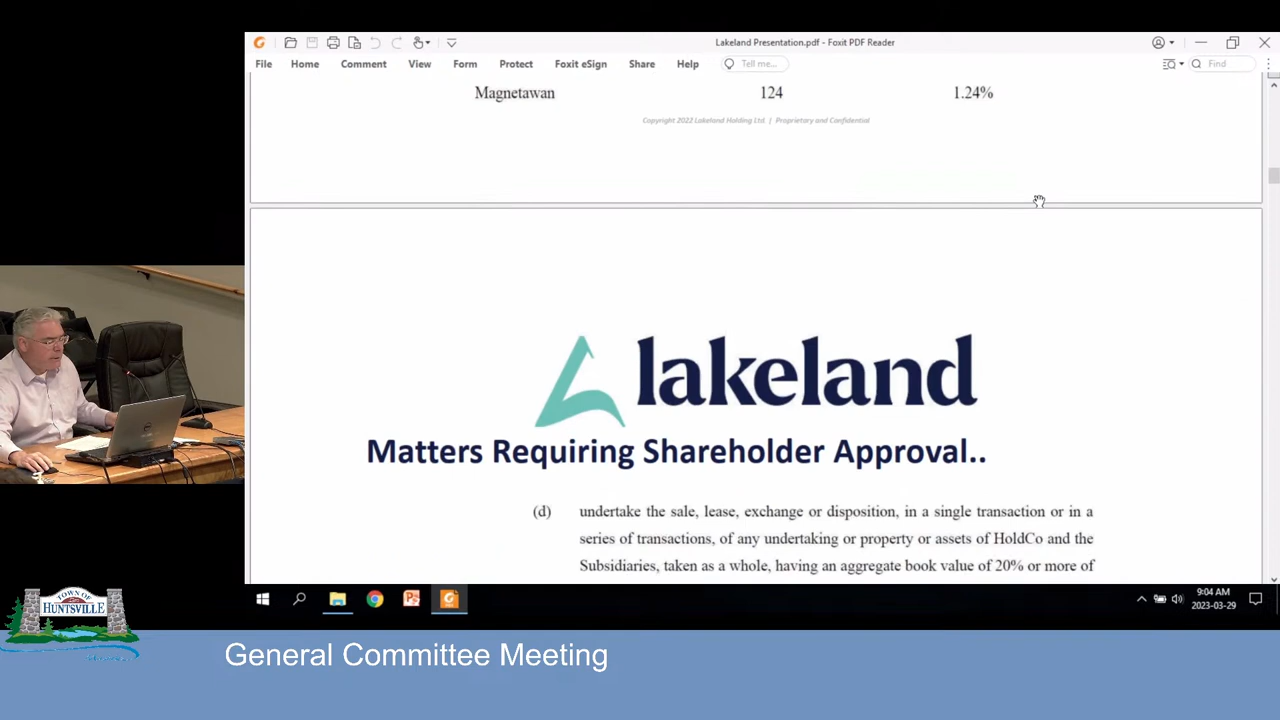 Lakeland Presentation.pdf - Foxit PDF Reader
File Home Comment View Form Protect Foxit eSign Share Help Tell me... Find
Magnetawan 124 1.24%
Copyright 2022 Lakeland Holding Ltd. | Proprietary and Confidential
lakeland
Matters Requiring Shareholder Approval..
(d) undertake the sale, lease, exchange or disposition, in a single transaction or in a
series of transactions, of any undertaking or property or assets of HoldCo and the
Subsidiaries, taken as a whole, having an aggregate book value of 20% or more of
9:04 AM
2023-03-29
TOWN OF
HUNTSVILLE
General Committee Meeting